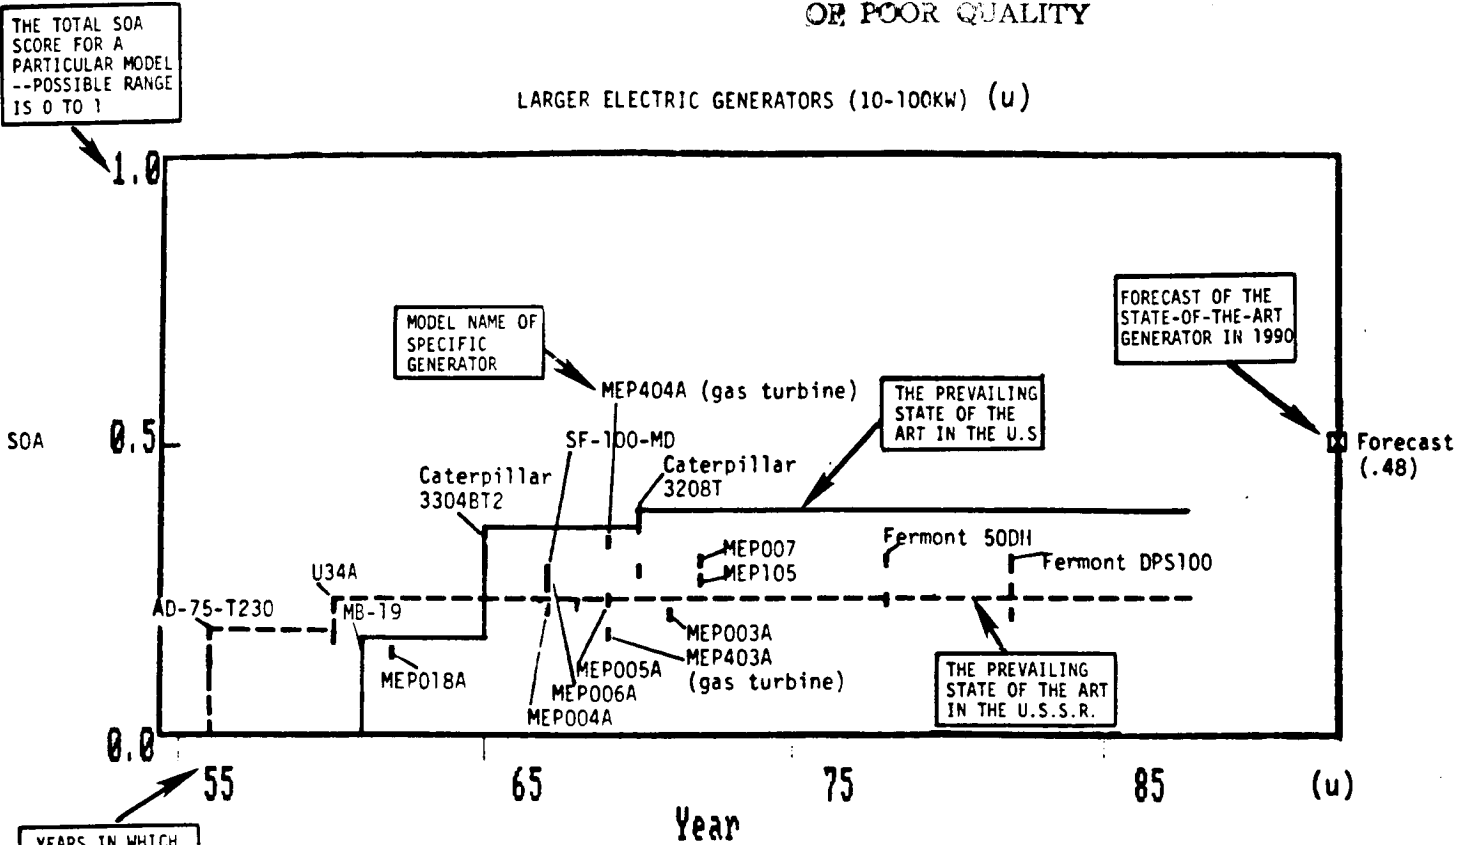 OF POOR QUALITY
THE TOTAL SOA
SCORE FOR A
PARTICULAR MODEL
--POSSIBLE RANGE
IS 0 TO 1
LARGER ELECTRIC GENERATORS (10-100KW) (u)
1.0
FORECAST OF THE
STATE-OF-THE-ART
GENERATOR IN 1990
MODEL NAME OF
SPECIFIC
GENERATOR
MEP404A (gas turbine)
THE PREVAILING
STATE OF THE
ART IN THE U.S
SOA
0.5
SF-100-MD
Forecast
(.48)
Caterpillar
3304BT2
Caterpillar
3208T
MEP007
MEP105
Fermont 50DH
Fermont DPS100
U34A
AD-75-T230
MB-19
MEP018A
MEP003A
MEP403A
(gas turbine)
MEP005A
MEP006A
MEP004A
THE PREVAILING
STATE OF THE ART
IN THE U.S.S.R.
0.0
55
65
75
85
(u)
Year
YEARS IN WHICH